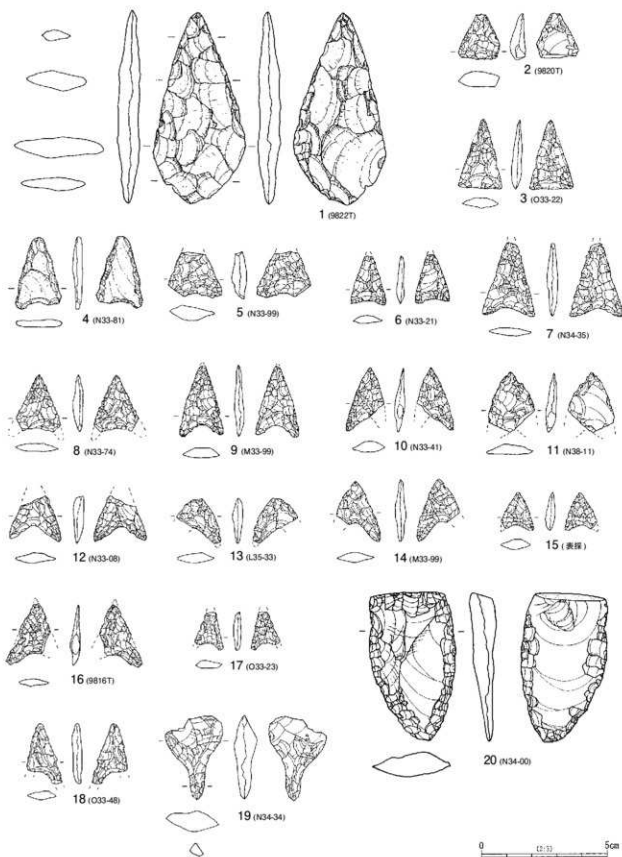 1 (9822T)
2 (9820T)
3 (O33-22)
4 (N33-81)
5 (N33-99)
6 (N33-21)
7 (N34-35)
8 (N33-74)
9 (M33-99)
10 (N33-41)
11 (N38-11)
12 (N33-08)
13 (L35-33)
14 (M33-99)
15 (表採)
16 (9816T)
17 (O33-23)
18 (O33-48)
19 (N34-34)
20 (N34-00)
0 (2:3) 5cm